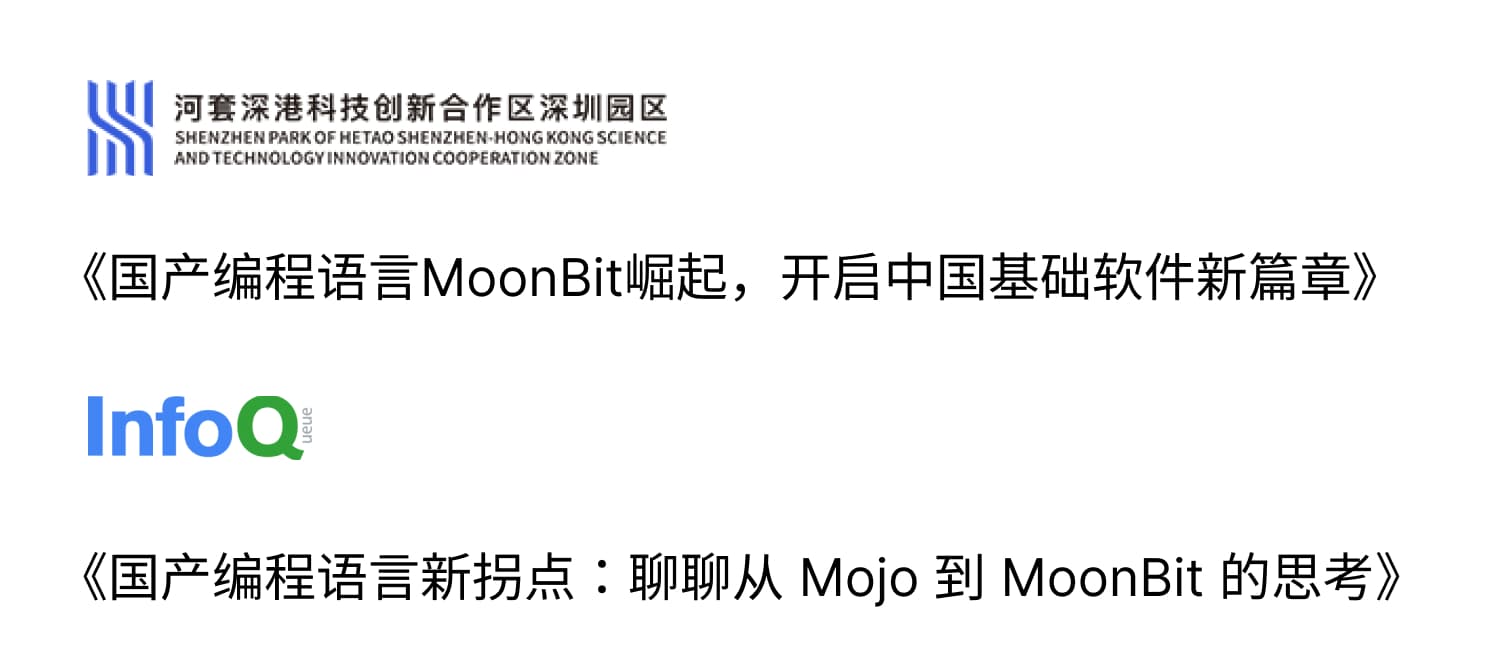 河套深港科技创新合作区深圳园区
SHENZHEN PARK OF HETAO SHENZHEN-HONG KONG SCIENCE
AND TECHNOLOGY INNOVATION COOPERATION ZONE
《国产编程语言MoonBit崛起，开启中国基础软件新篇章》
InfoQ
ueue
《国产编程语言新拐点：聊聊从 Mojo 到 MoonBit 的思考》